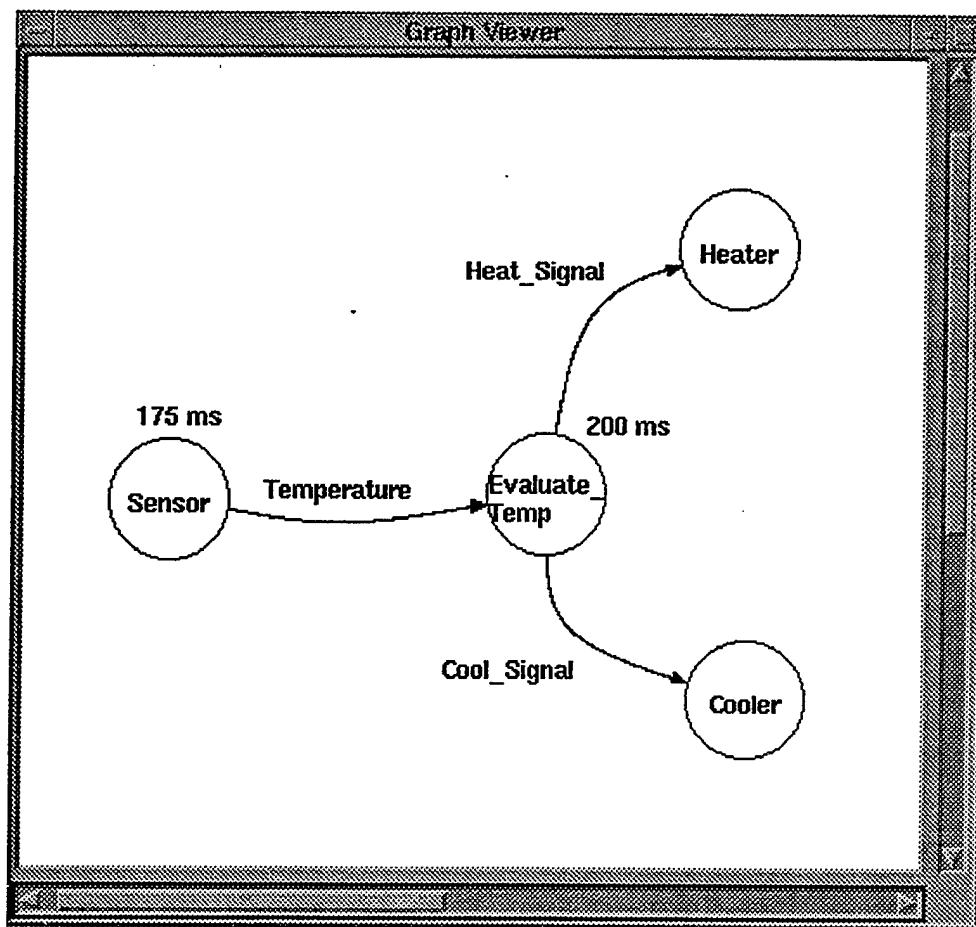 Graph Viewer
Heater
Heat_Signal
175 ms
200 ms
Sensor
Temperature
Evaluate_
Temp
Cool_Signal
Cooler